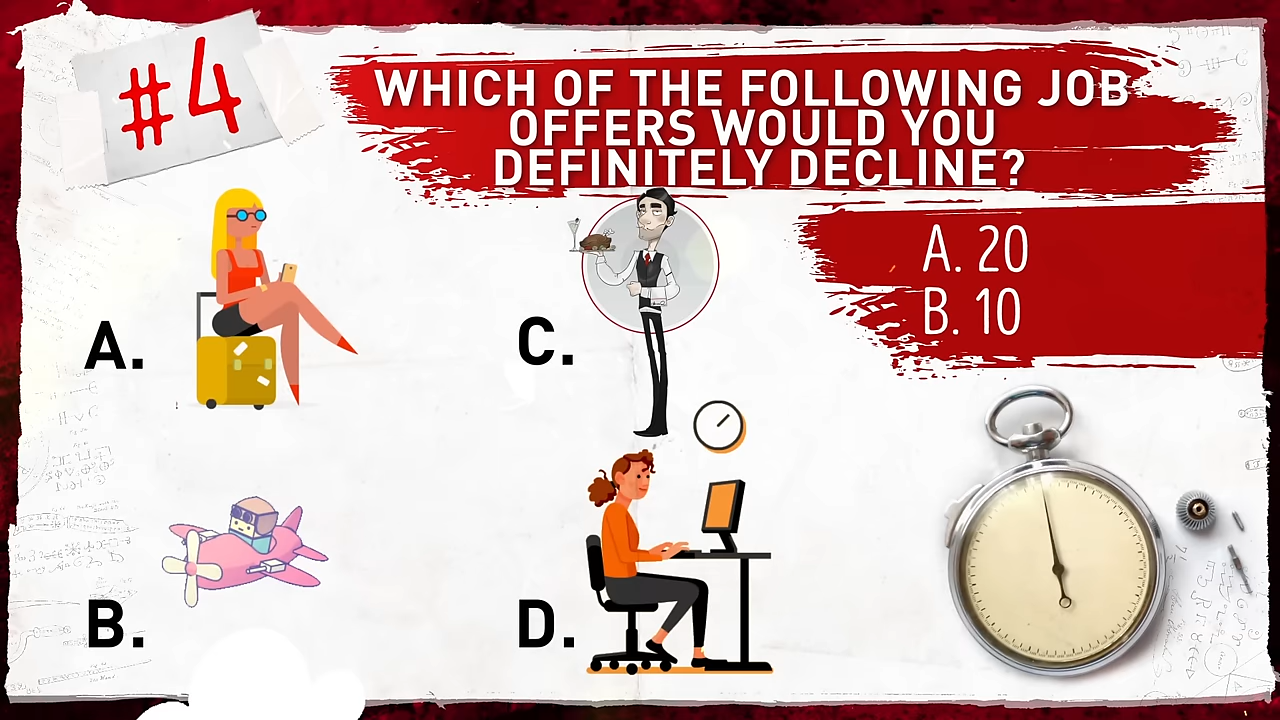 #4
WHICH OF THE FOLLOWING JOB
OFFERS WOULD YOU
DEFINITELY DECLINE?
A. 20
B. 10
A.
C.
B.
D.